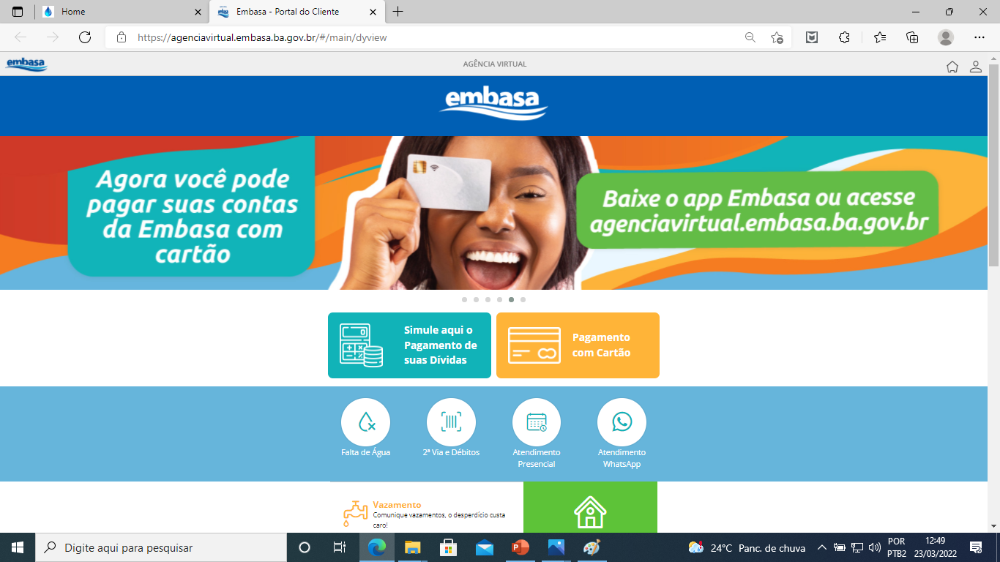 Home
Embasa - Portal do Cliente
https://agenciavirtual.embasa.ba.gov.br/#/main/dyview
embasa
AGÊNCIA VIRTUAL
embasa
Agora você pode
pagar suas contas
da Embasa com
cartão
Baixe o app Embasa ou acesse
agenciavirtual.embasa.ba.gov.br
Simule aqui o
Pagamento de
suas Dívidas
Pagamento
com Cartão
Falta de Água
2ª Via e Débitos
Atendimento
Presencial
Atendimento
WhatsApp
Vazamento
Comunique vazamentos, o desperdício custa
caro!
Digite aqui para pesquisar
24°C Panc. de chuva
POR
PTB2
12:49
23/03/2022